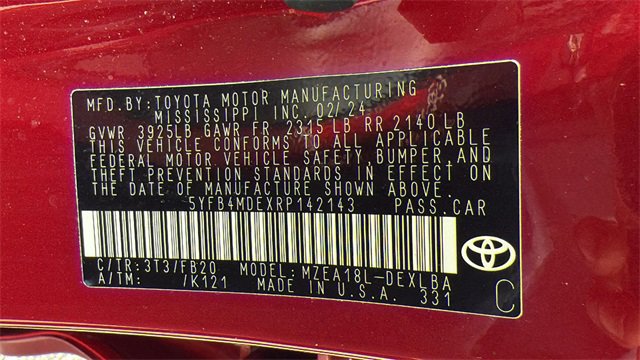 MFD. BY: TOYOTA MOTOR MANUFACTURING
MISSISSIPPI INC. 02/24
GVWR 3925LB GAWR FR 2315 LB RR 2140 LB
THIS VEHICLE CONFORMS TO ALL APPLICABLE
FEDERAL MOTOR VEHICLE SAFETY, BUMPER, AND
THEFT PREVENTION STANDARDS IN EFFECT ON
THE DATE OF MANUFACTURE SHOWN ABOVE.
5YFB4MDEXRP142143 PASS.CAR
C/TR: 3T3/FB20 MODEL: MZEA18L-DEXLBA
A/TM: /K121 MADE IN U.S.A. 331
C